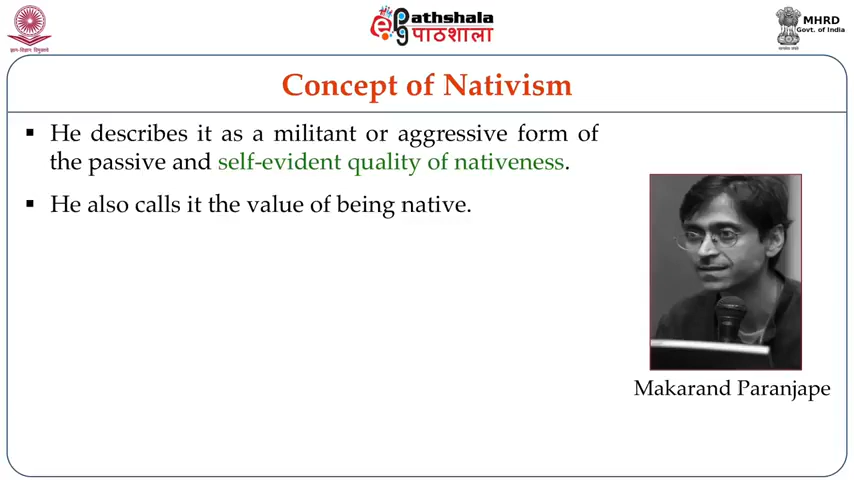 pathshala
पाठशाला
MHRD
Govt. of India
Concept of Nativism
▪ He describes it as a militant or aggressive form of
the passive and self-evident quality of nativeness.
▪ He also calls it the value of being native.
Makarand Paranjape